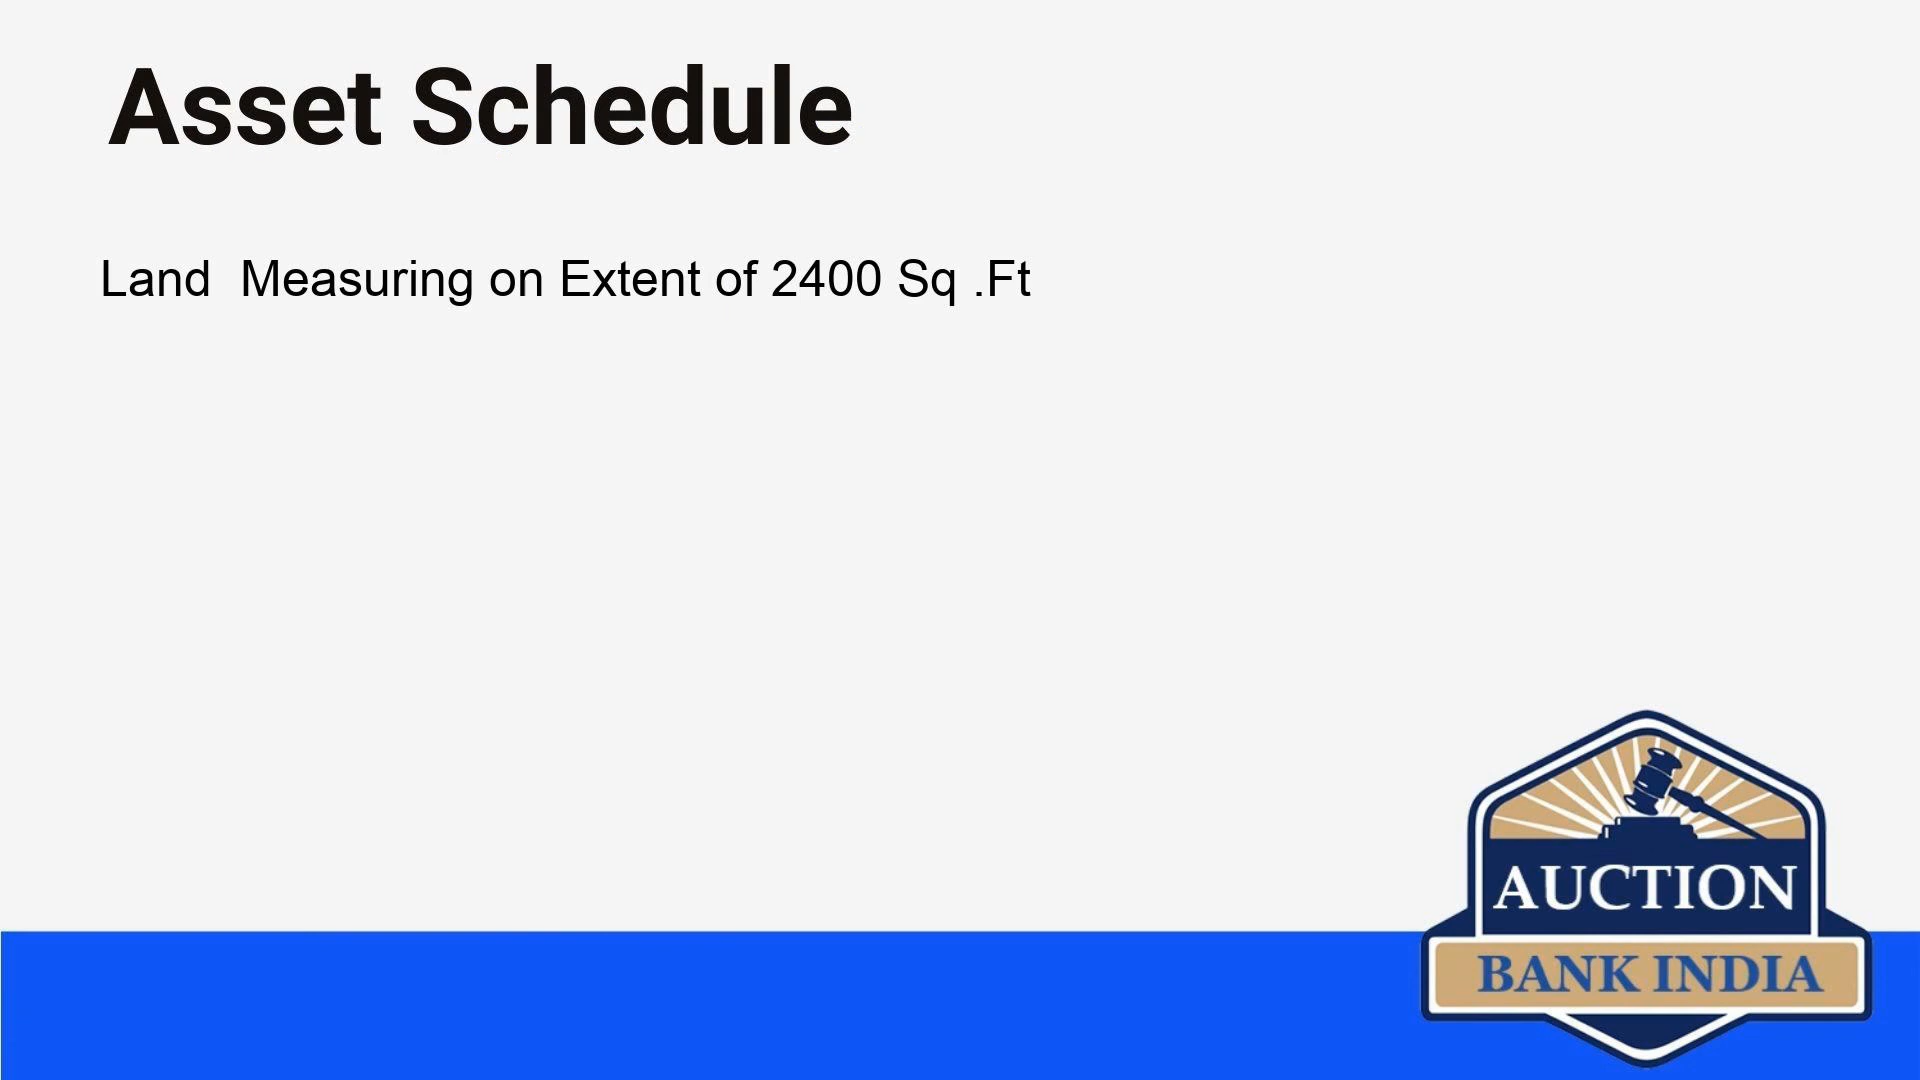 Asset Schedule
Land  Measuring on Extent of 2400 Sq .Ft
AUCTION
BANK INDIA